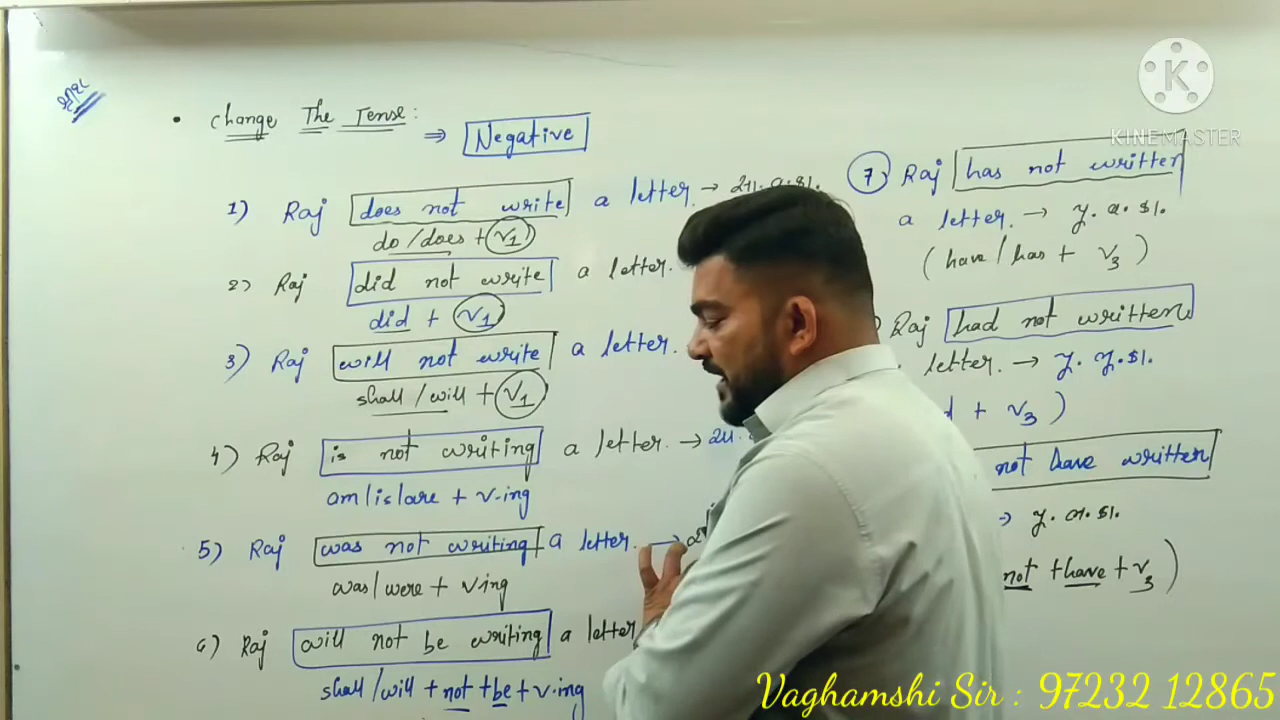 • Change The Tense :
⇒ Negative
1) Raj does not write a letter. →
do/does + V1
2) Raj did not write a letter.
did + V1
3) Raj will not write a letter.
shall/will + V1
4) Raj is not writing a letter. →
am/is/are + V-ing
5) Raj was not writing a letter. →
was/were + Ving
6) Raj will not be writing a letter
shall/will + not + be + V-ing
7) Raj has not written
a letter. →
(have/has + V3)
Raj had not written
letter. →
+ V3)
not have written
→
not + have + V3)
KINEMASTER
Vaghamshi Sir : 97232 12865